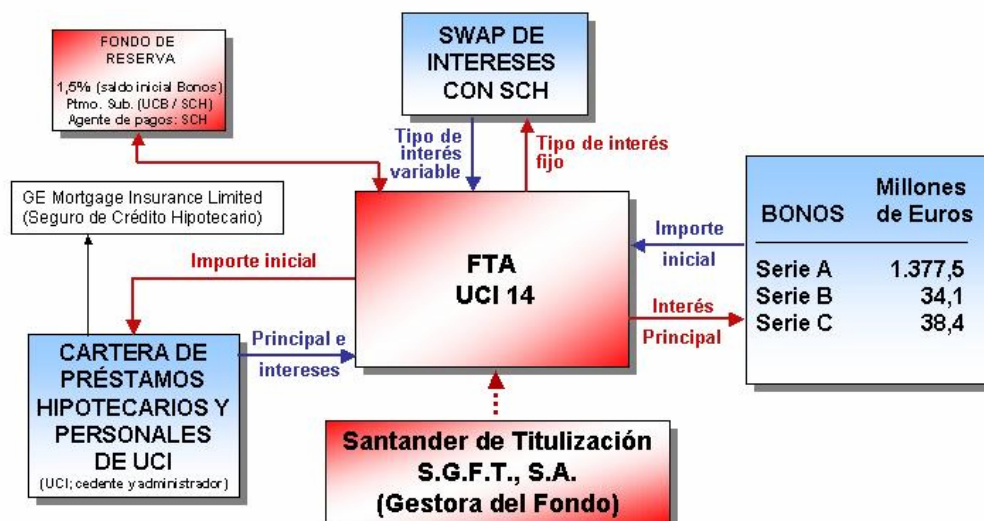 FONDO DE
RESERVA
1,5% (saldo inicial Bonos)
Ptmo. Sub. (UCB / SCH)
Agente de pagos: SCH
SWAP DE
INTERESES
CON SCH
Tipo de
interés
variable
Tipo de interés
fijo
GE Mortgage Insurance Limited
(Seguro de Crédito Hipotecario)
BONOS
Millones
de Euros
Serie A 1.377,5
Serie B 34,1
Serie C 38,4
Importe
inicial
Importe inicial
FTA
UCI 14
Interés
Principal
Principal e
intereses
CARTERA DE
PRÉSTAMOS
HIPOTECARIOS Y
PERSONALES
DE UCI
(UCI; cedente y administrador)
Santander de Titulización
S.G.F.T., S.A.
(Gestora del Fondo)